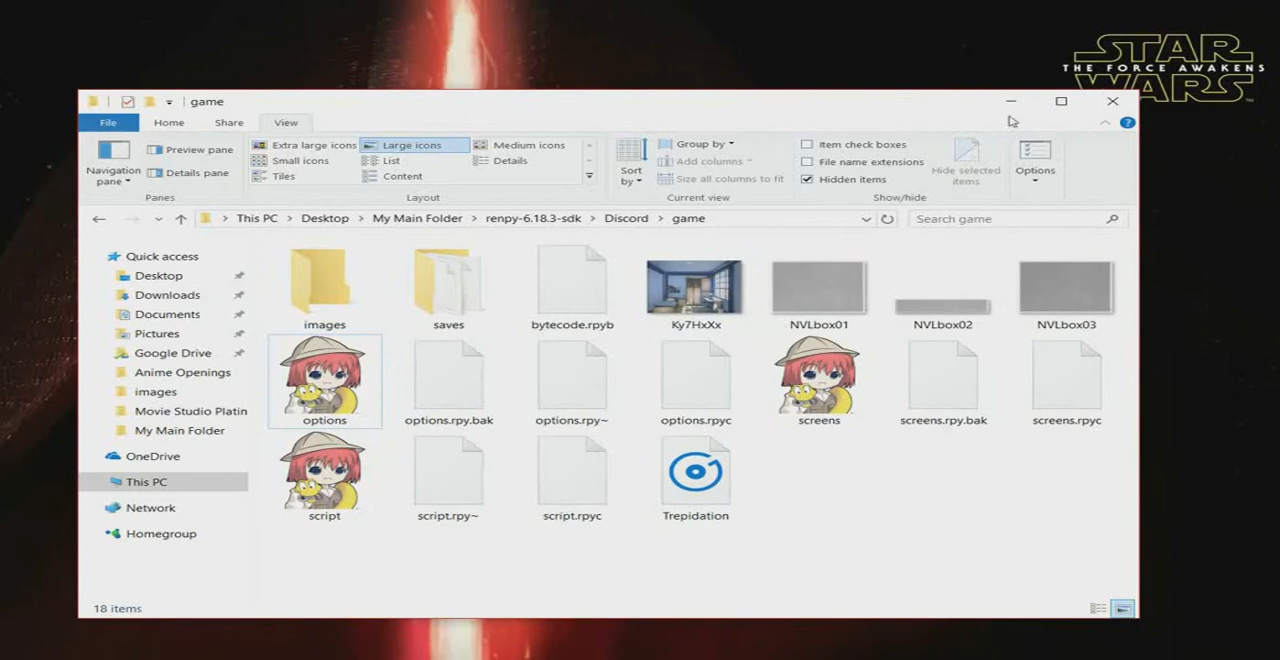 STAR
THE FORCE AWAKENS
WARS
game
File Home Share View
Navigation pane
Preview pane
Details pane
Panes
Extra large icons Large icons Medium icons
Small icons List Details
Tiles Content
Layout
Sort by
Group by
Add columns
Size all columns to fit
Current view
Item check boxes
File name extensions
Hidden items
Hide selected items
Show/hide
Options
This PC Desktop My Main Folder renpy-6.18.3-sdk Discord game
Search game
Quick access
Desktop
Downloads
Documents
Pictures
Google Drive
Anime Openings
images
Movie Studio Platin
My Main Folder
OneDrive
This PC
Network
Homegroup
images saves bytecode.rpyb Ky7HxXx NVLbox01 NVLbox02 NVLbox03
options options.rpy.bak options.rpy~ options.rpyc screens screens.rpy.bak screens.rpyc
script script.rpy~ script.rpyc Trepidation
18 items